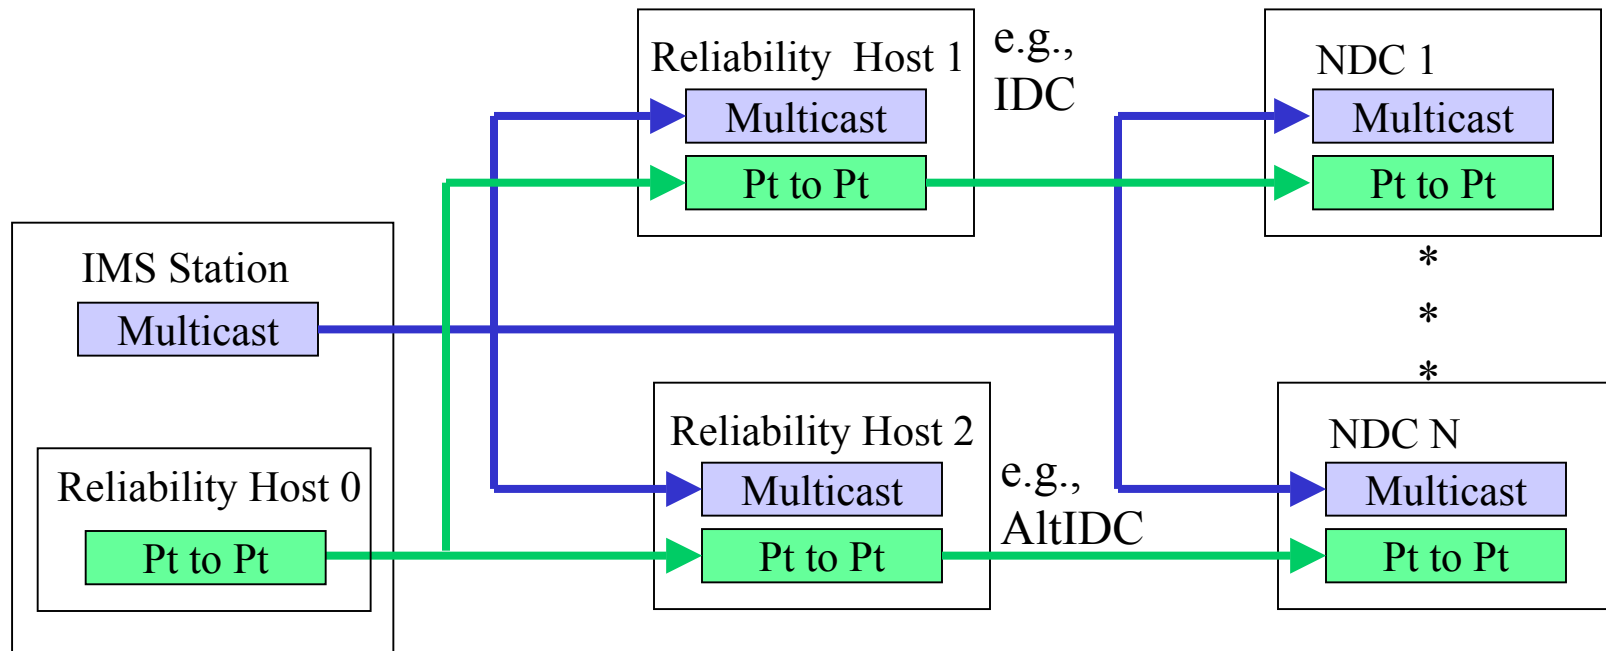 Reliability Host 1
Multicast
Pt to Pt
e.g.,
IDC
NDC 1
Multicast
Pt to Pt
*
*
*
IMS Station
Multicast
Reliability Host 0
Pt to Pt
Reliability Host 2
Multicast
Pt to Pt
e.g.,
AltIDC
NDC N
Multicast
Pt to Pt